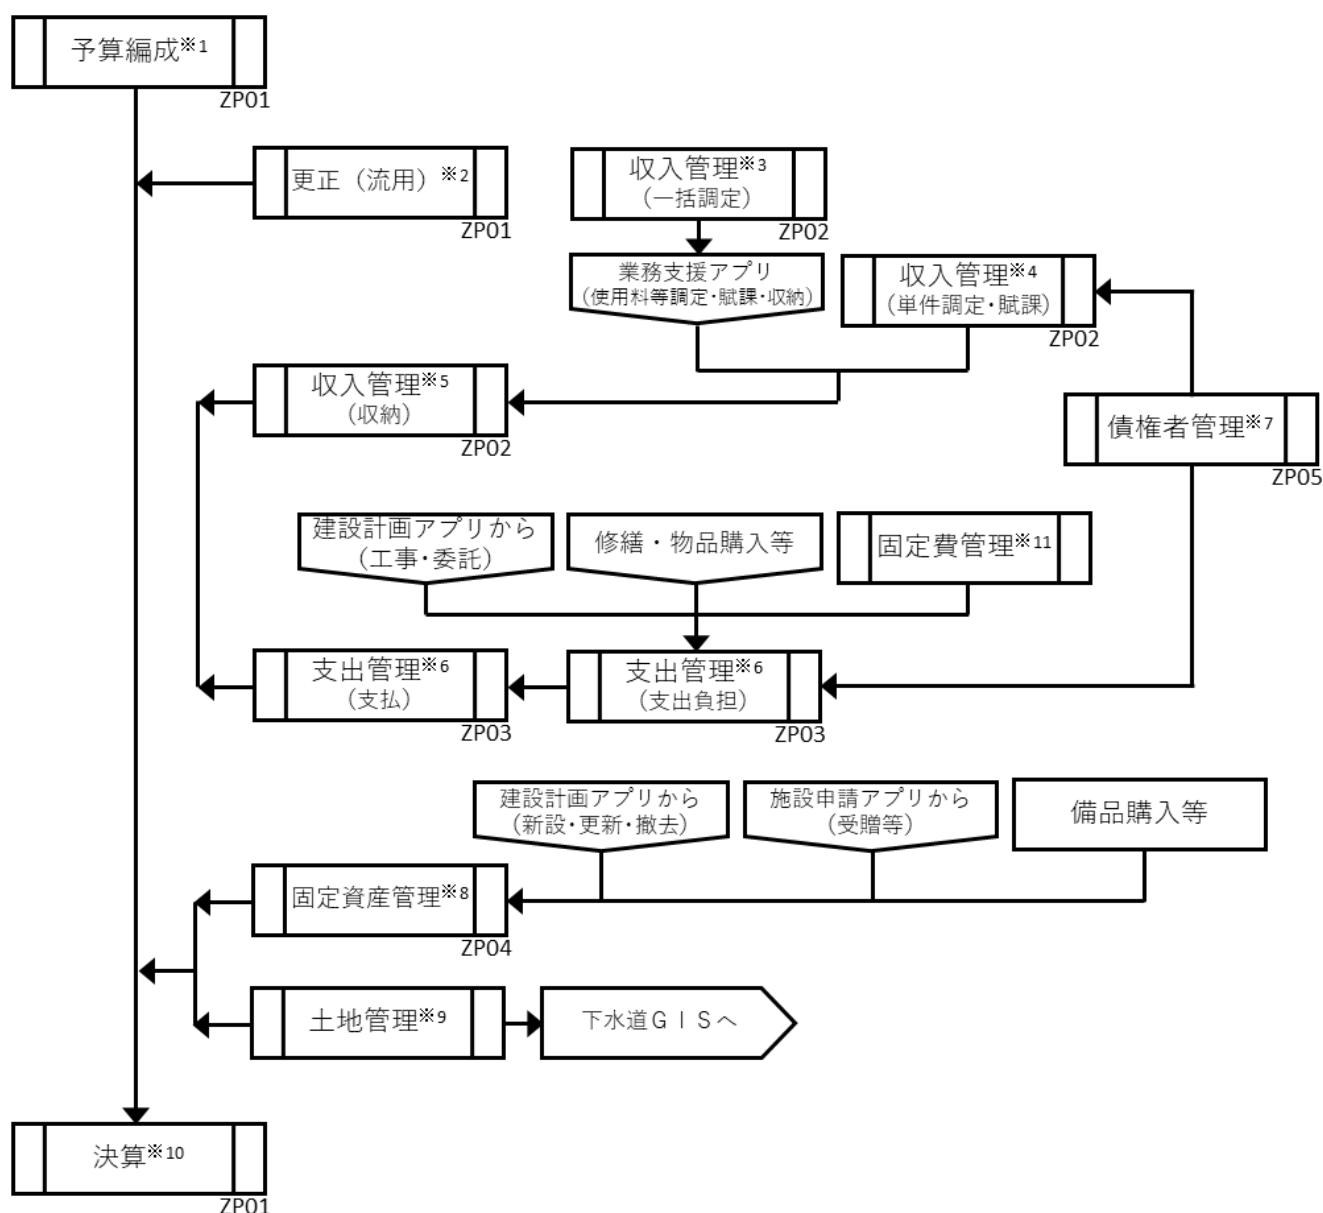 予算編成※1
ZP01
更正（流用）※2
ZP01
収入管理※3
（一括調定）
ZP02
業務支援アプリ
（使用料等調定・賦課・収納）
収入管理※4
（単件調定・賦課）
ZP02
収入管理※5
（収納）
ZP02
債権者管理※7
ZP05
建設計画アプリから
（工事・委託）
修繕・物品購入等
固定費管理※11
支出管理※6
（支払）
ZP03
支出管理※6
（支出負担）
ZP03
建設計画アプリから
（新設・更新・撤去）
施設申請アプリから
（受贈等）
備品購入等
固定資産管理※8
ZP04
土地管理※9
下水道ＧＩＳへ
決算※10
ZP01